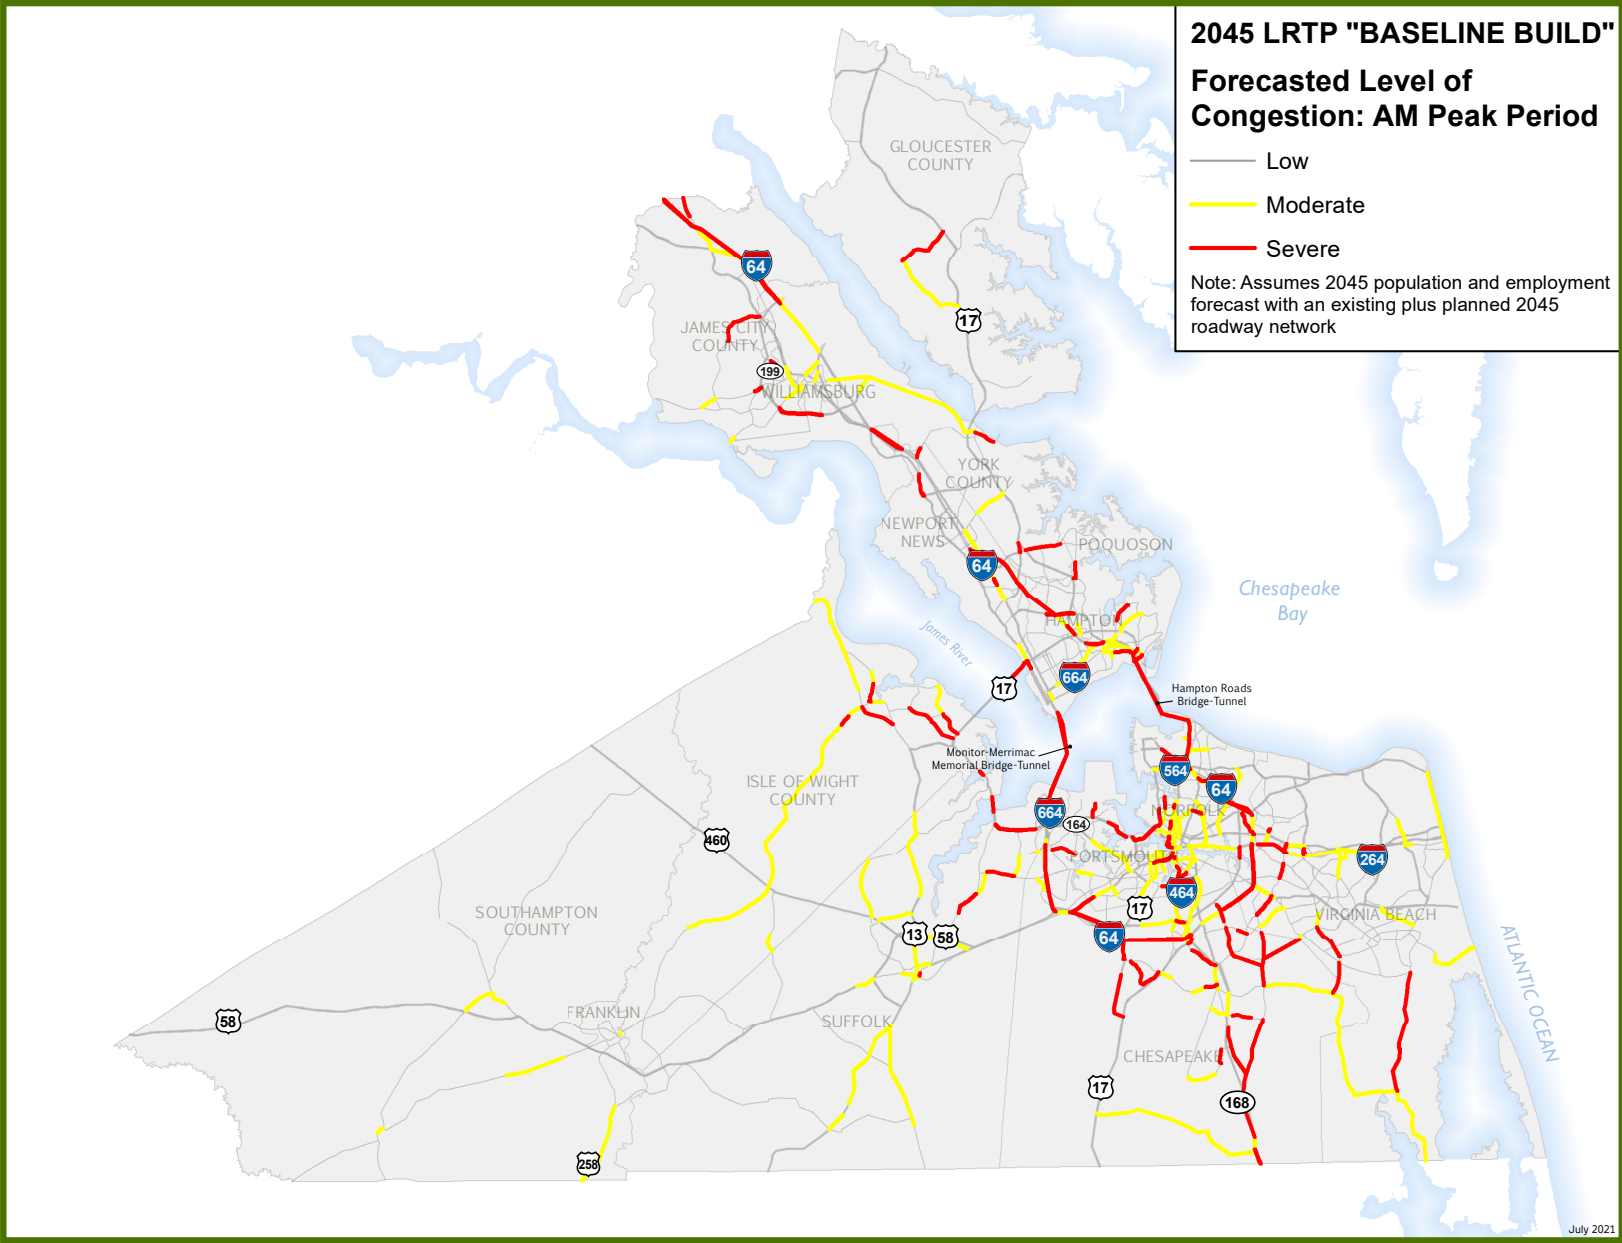 2045 LRTP "BASELINE BUILD"
Forecasted Level of
Congestion: AM Peak Period
Low
Moderate
Severe
Note: Assumes 2045 population and employment
forecast with an existing plus planned 2045
roadway network
GLOUCESTER
COUNTY
64
17
JAMES CITY
COUNTY
199
WILLIAMSBURG
YORK
COUNTY
NEWPORT
NEWS
POQUOSON
64
Chesapeake
Bay
HAMPTON
James River
664
17
Hampton Roads
Bridge-Tunnel
Monitor-Merrimac
Memorial Bridge-Tunnel
564
64
ISLE OF WIGHT
COUNTY
664
164
NORFOLK
460
PORTSMOUTH
264
464
SOUTHAMPTON
COUNTY
17
VIRGINIA BEACH
13
58
64
ATLANTIC OCEAN
58
FRANKLIN
SUFFOLK
CHESAPEAKE
17
168
258
July 2021